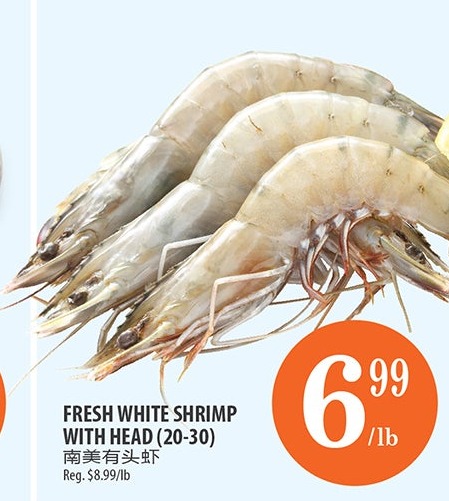 FRESH WHITE SHRIMP
WITH HEAD (20-30)
南美有头虾
Reg. $8.99/lb
6.99/lb